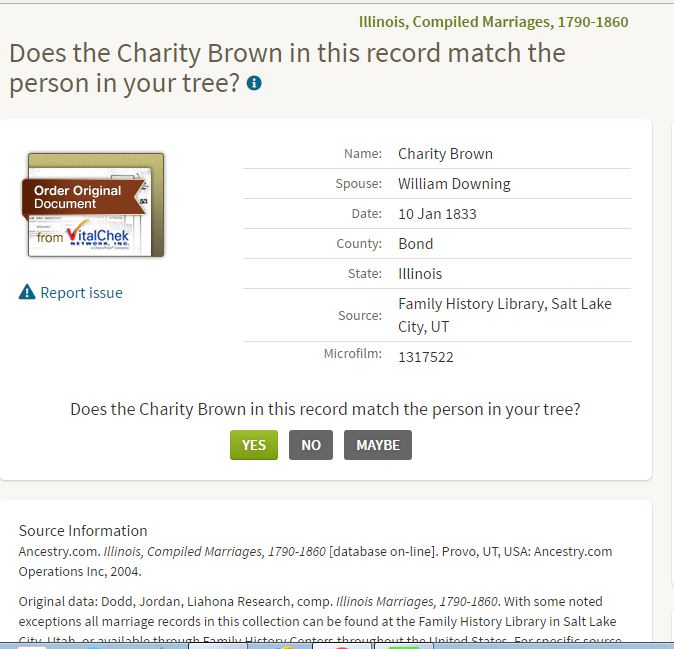 Illinois, Compiled Marriages, 1790-1860
Does the Charity Brown in this record match the
person in your tree?
Order Original
Document
from VitalChek
NETWORK, INC.
Report issue
Name: Charity Brown
Spouse: William Downing
Date: 10 Jan 1833
County: Bond
State: Illinois
Source: Family History Library, Salt Lake
City, UT
Microfilm: 1317522
Does the Charity Brown in this record match the person in your tree?
YES NO MAYBE
Source Information
Ancestry.com. Illinois, Compiled Marriages, 1790-1860 [database on-line]. Provo, UT, USA: Ancestry.com
Operations Inc, 2004.
Original data: Dodd, Jordan, Liahona Research, comp. Illinois Marriages, 1790-1860. With some noted
exceptions all marriage records in this collection can be found at the Family History Library in Salt Lake
City, Utah, or available through Family History Centers throughout the United States. For specific source